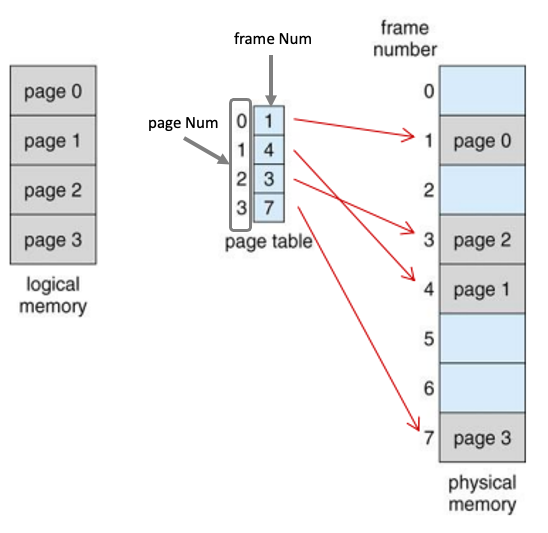 page 0
page 1
page 2
page 3
logical
memory
frame Num
page Num
0 1
1 4
2 3
3 7
page table
frame
number
0
1 page 0
2
3 page 2
4 page 1
5
6
7 page 3
physical
memory